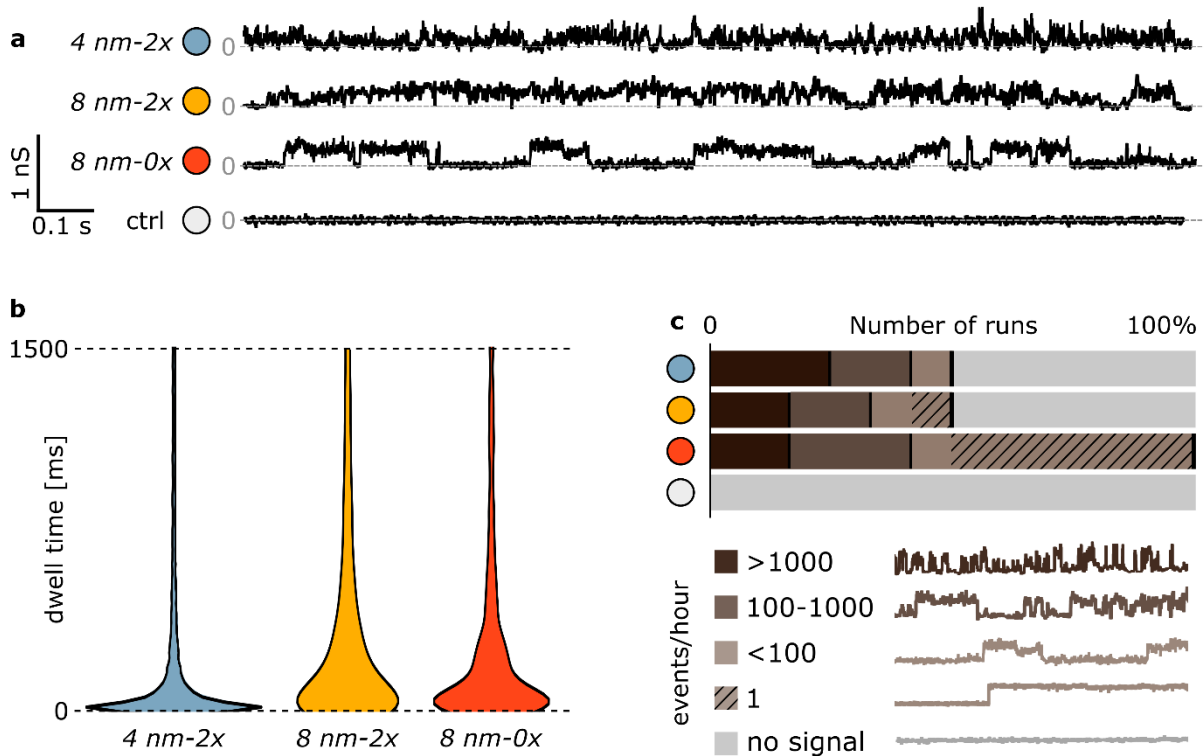 a
4 nm-2x 0
8 nm-2x 0
8 nm-0x 0
1 nS
0.1 s
ctrl 0
b
1500
dwell time [ms]
0
4 nm-2x 8 nm-2x 8 nm-0x
c
0 Number of runs 100%
events/hour
>1000
100-1000
<100
1
no signal